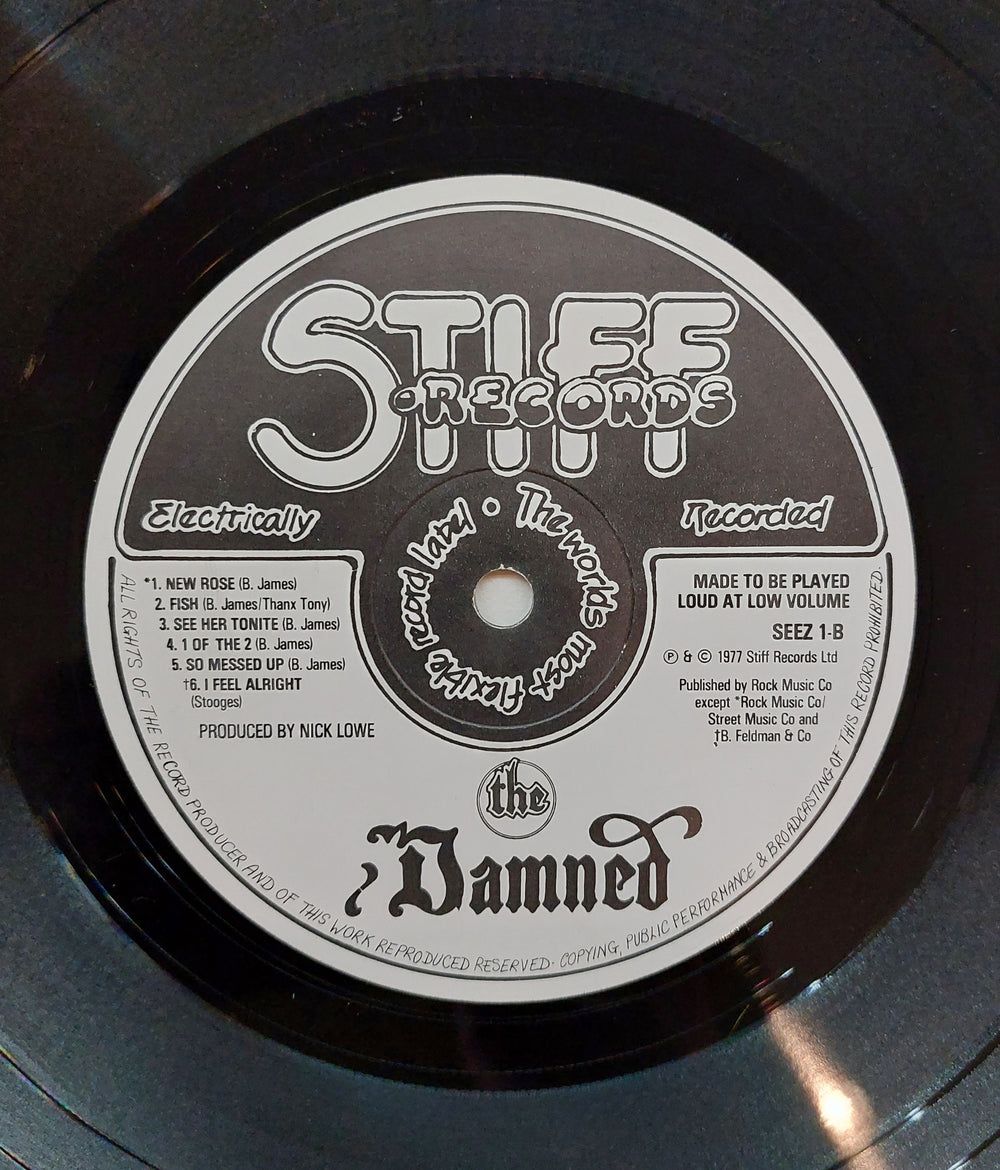 STIFF
RECORDS
Electrically
Recorded
The worlds most flexible record label •
*1. NEW ROSE (B. James)
2. FISH (B. James/Thanx Tony)
3. SEE HER TONITE (B. James)
4. 1 OF THE 2 (B. James)
5. SO MESSED UP (B. James)
†6. I FEEL ALRIGHT
(Stooges)
PRODUCED BY NICK LOWE
MADE TO BE PLAYED
LOUD AT LOW VOLUME
SEEZ 1-B
℗ & © 1977 Stiff Records Ltd
Published by Rock Music Co
except *Rock Music Co/
Street Music Co and
†B. Feldman & Co
the
Damned
ALL RIGHTS OF THE RECORD PRODUCER AND OF THIS WORK REPRODUCED RESERVED· COPYING, PUBLIC PERFORMANCE & BROADCASTING OF THIS RECORD PROHIBITED.